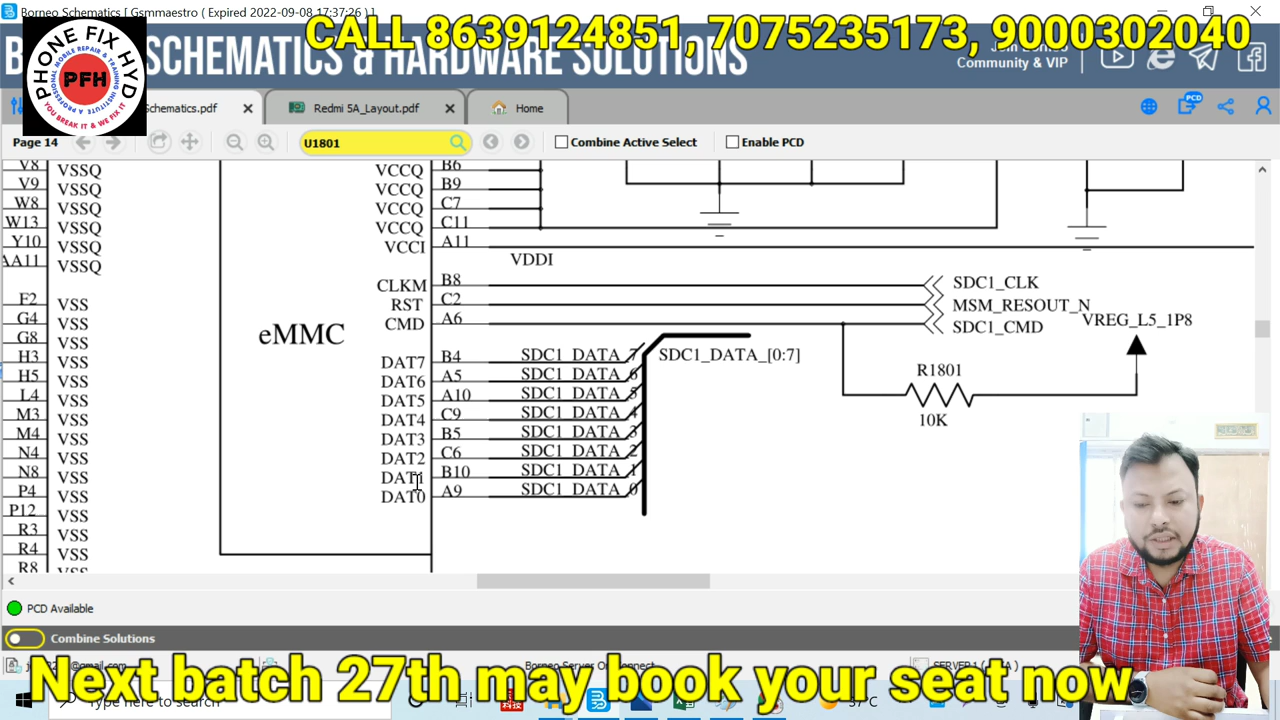 Borneo Schematics [ Gsmmaestro ( Expired 2022-09-08 17:37:26 ) ]
CALL 8639124851, 7075235173, 9000302040
SCHEMATICS & HARDWARE SOLUTIONS
Community & VIP
PHONE FIX HYD
PFH
YOU BREAK IT & WE FIX IT
Schematics.pdf
Redmi 5A_Layout.pdf
Home
PCD
Page 14
U1801
Combine Active Select
Enable PCD
V8 VSSQ VCCQ B6
V9 VSSQ VCCQ B9
W8 VSSQ VCCQ C7
W13 VSSQ VCCQ C11
Y10 VSSQ VCCI A11
AA11 VSSQ VDDI
CLKM B8 SDC1_CLK
F2 VSS RST C2 MSM_RESOUT_N
G4 VSS CMD A6 SDC1_CMD VREG_L5_1P8
G8 VSS
H3 VSS DAT7 B4 SDC1_DATA_7 SDC1_DATA_[0:7]
H5 VSS DAT6 A5 SDC1_DATA_6 R1801
L4 VSS DAT5 A10 SDC1_DATA_5
M3 VSS DAT4 C9 SDC1_DATA_4 10K
M4 VSS DAT3 B5 SDC1_DATA_3
N4 VSS DAT2 C6 SDC1_DATA_2
N8 VSS DAT1 B10 SDC1_DATA_1
P4 VSS DAT0 A9 SDC1_DATA_0
P12 VSS
R3 VSS
R4 VSS
R8 VSS
eMMC
PCD Available
Combine Solutions
Next batch 27th may book your seat now